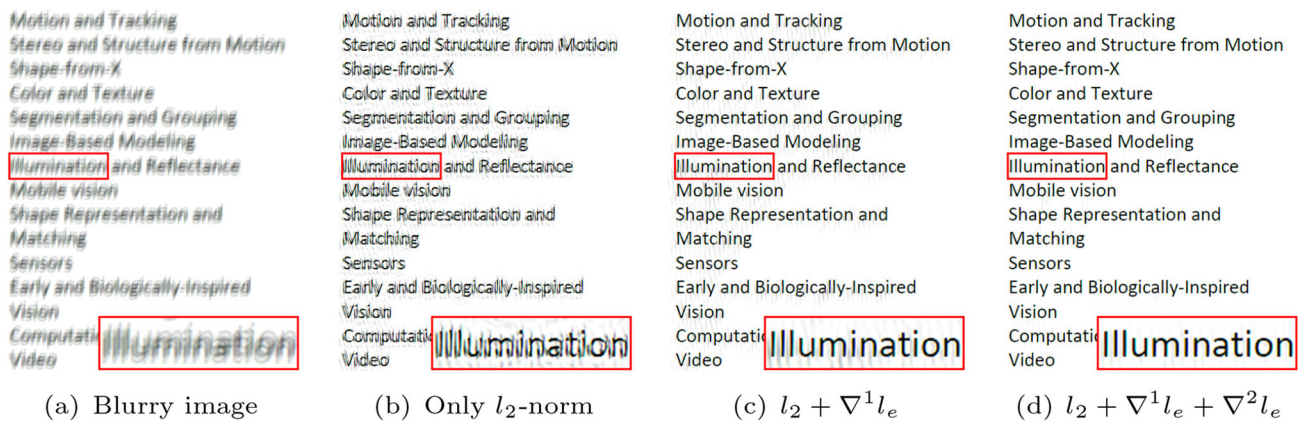 Motion and Tracking
Stereo and Structure from Motion
Shape-from-X
Color and Texture
Segmentation and Grouping
Image-Based Modeling
Illumination and Reflectance
Mobile vision
Shape Representation and
Matching
Sensors
Early and Biologically-Inspired
Vision
Computati
Video
Illumination
(a) Blurry image
Motion and Tracking
Stereo and Structure from Motion
Shape-from-X
Color and Texture
Segmentation and Grouping
Image-Based Modeling
Illumination and Reflectance
Mobile vision
Shape Representation and
Matching
Sensors
Early and Biologically-Inspired
Vision
Computatic
Video
Illumination
(b) Only l₂-norm
Motion and Tracking
Stereo and Structure from Motion
Shape-from-X
Color and Texture
Segmentation and Grouping
Image-Based Modeling
Illumination and Reflectance
Mobile vision
Shape Representation and
Matching
Sensors
Early and Biologically-Inspired
Vision
Computatic
Video
Illumination
(c) l₂ + ∇¹lₑ
Motion and Tracking
Stereo and Structure from Motion
Shape-from-X
Color and Texture
Segmentation and Grouping
Image-Based Modeling
Illumination and Reflectance
Mobile vision
Shape Representation and
Matching
Sensors
Early and Biologically-Inspired
Vision
Computatic
Video
Illumination
(d) l₂ + ∇¹lₑ + ∇²lₑ